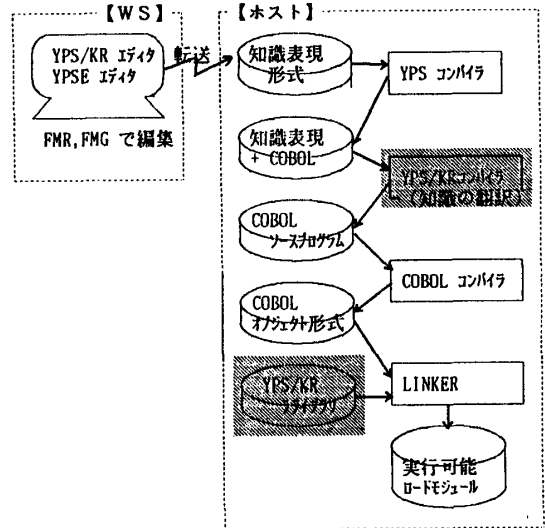 【WS】
YPS/KR エディタ
YPSE エディタ
FMR,FMG で編集
転送
【ホスト】
知識表現
形式
YPS コンパイラ
知識表現
+ COBOL
YPS/KRコンパイラ
(知識の翻訳)
COBOL
ソースプログラム
COBOL コンパイラ
COBOL
オブジェクト形式
YPS/KR
ライブラリ
LINKER
実行可能
ロードモジュール